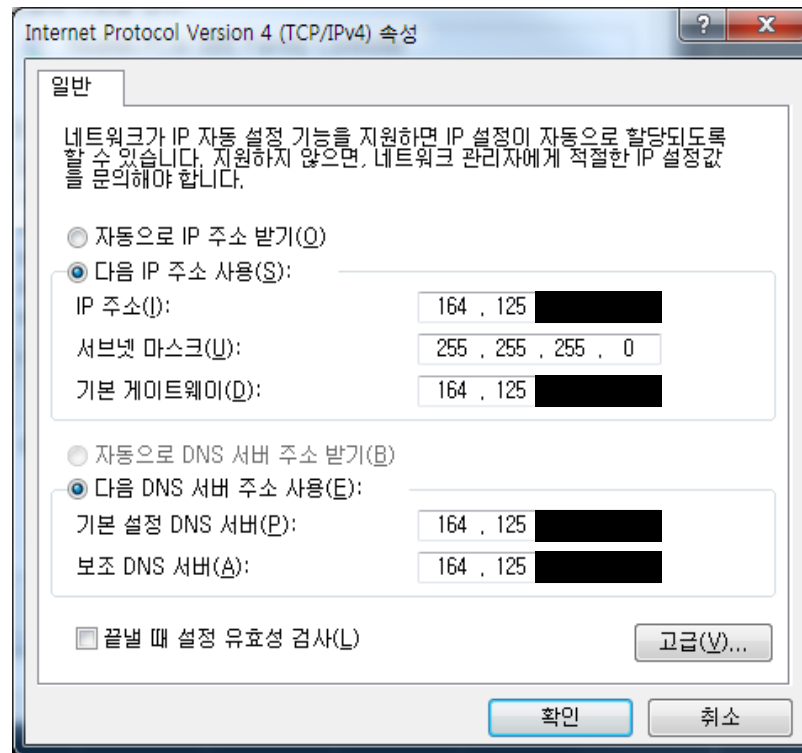 Internet Protocol Version 4 (TCP/IPv4) 속성
일반
네트워크가 IP 자동 설정 기능을 지원하면 IP 설정이 자동으로 할당되도록
할 수 있습니다. 지원하지 않으면, 네트워크 관리자에게 적절한 IP 설정값
을 문의해야 합니다.
자동으로 IP 주소 받기(O)
다음 IP 주소 사용(S):
IP 주소(I): 164 . 125
서브넷 마스크(U): 255 . 255 . 255 . 0
기본 게이트웨이(D): 164 . 125
자동으로 DNS 서버 주소 받기(B)
다음 DNS 서버 주소 사용(E):
기본 설정 DNS 서버(P): 164 . 125
보조 DNS 서버(A): 164 . 125
끝낼 때 설정 유효성 검사(L)
고급(V)...
확인 취소